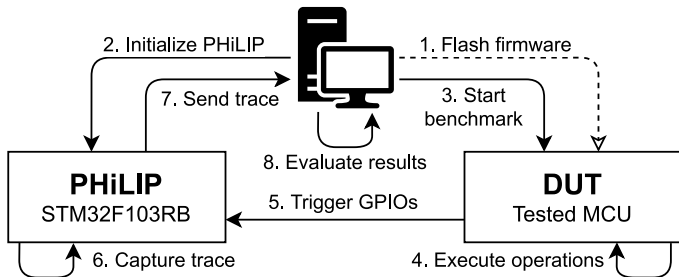 2. Initialize PHiLIP
1. Flash firmware
7. Send trace
3. Start
benchmark
8. Evaluate results
PHiLIP
STM32F103RB
5. Trigger GPIOs
DUT
Tested MCU
6. Capture trace
4. Execute operations